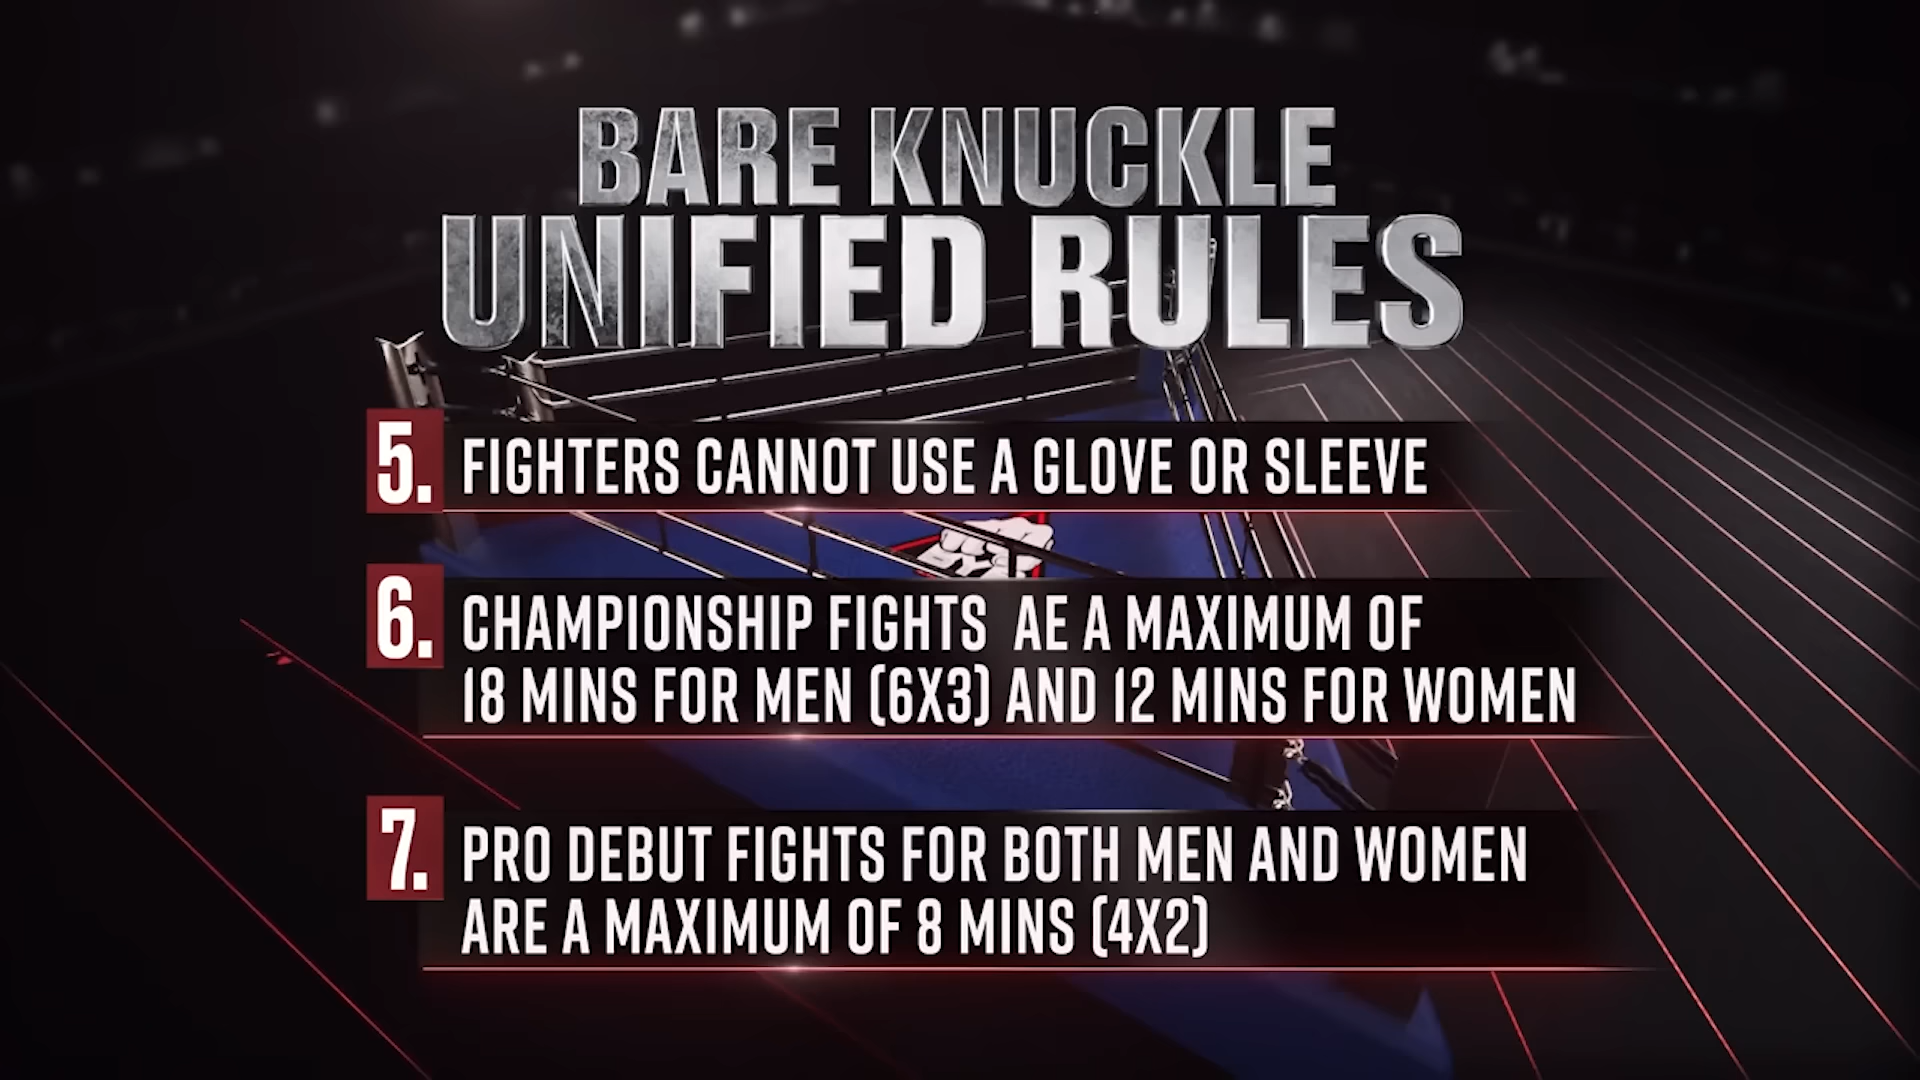 BARE KNUCKLE
UNIFIED RULES
5. FIGHTERS CANNOT USE A GLOVE OR SLEEVE
6. CHAMPIONSHIP FIGHTS  AE A MAXIMUM OF
18 MINS FOR MEN (6X3) AND 12 MINS FOR WOMEN
7. PRO DEBUT FIGHTS FOR BOTH MEN AND WOMEN
ARE A MAXIMUM OF 8 MINS (4X2)